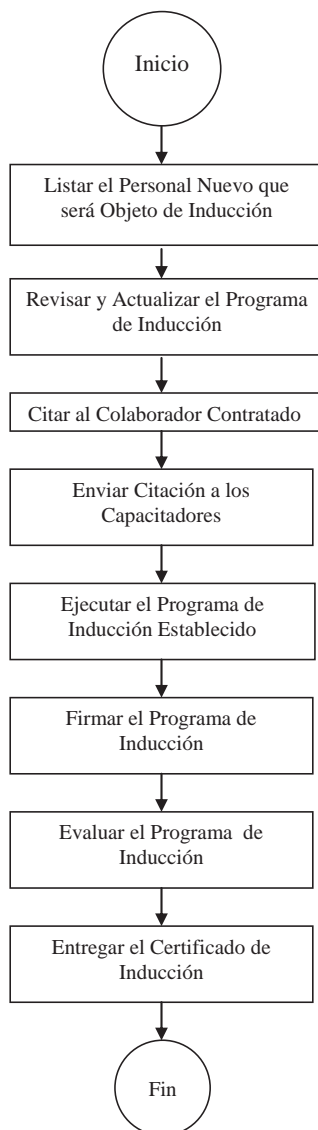 Inicio
Listar el Personal Nuevo que
será Objeto de Inducción
Revisar y Actualizar el Programa
de Inducción
Citar al Colaborador Contratado
Enviar Citación a los
Capacitadores
Ejecutar el Programa de
Inducción Establecido
Firmar el Programa de
Inducción
Evaluar el Programa de
Inducción
Entregar el Certificado de
Inducción
Fin